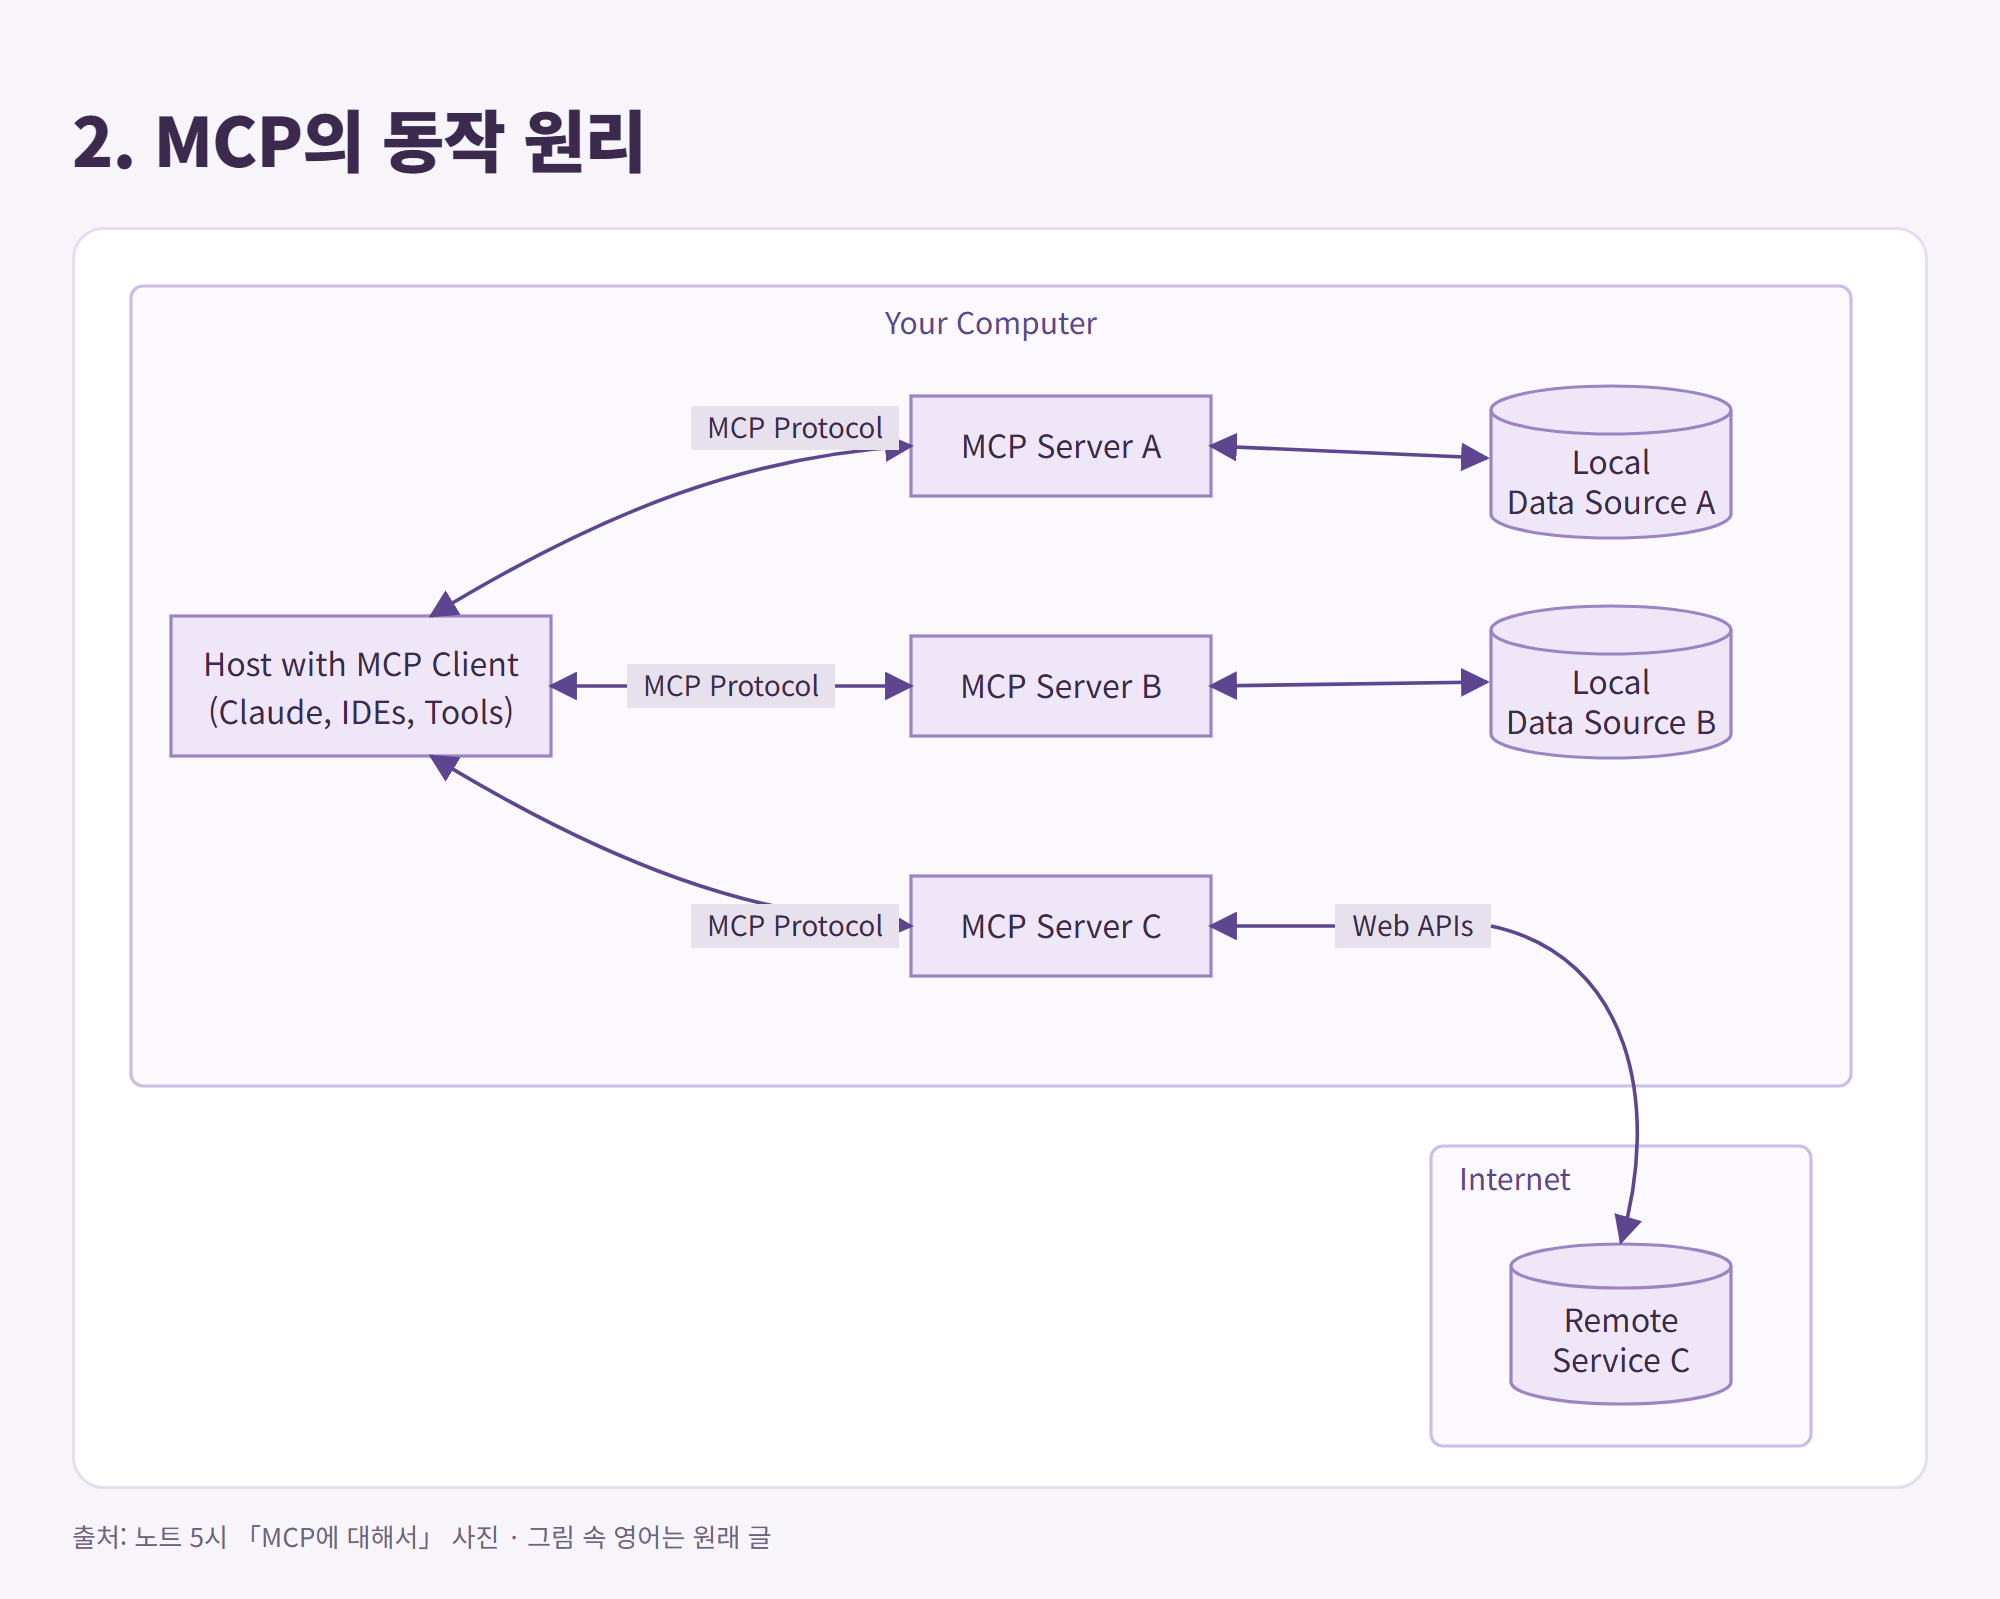 2. MCP의 동작 원리
Your Computer
MCP Protocol
MCP Server A
Local
Data Source A
Host with MCP Client
(Claude, IDEs, Tools)
MCP Protocol
MCP Server B
Local
Data Source B
MCP Protocol
MCP Server C
Web APIs
Internet
Remote
Service C
출처: 노트 5시 「MCP에 대해서」 사진 · 그림 속 영어는 원래 글